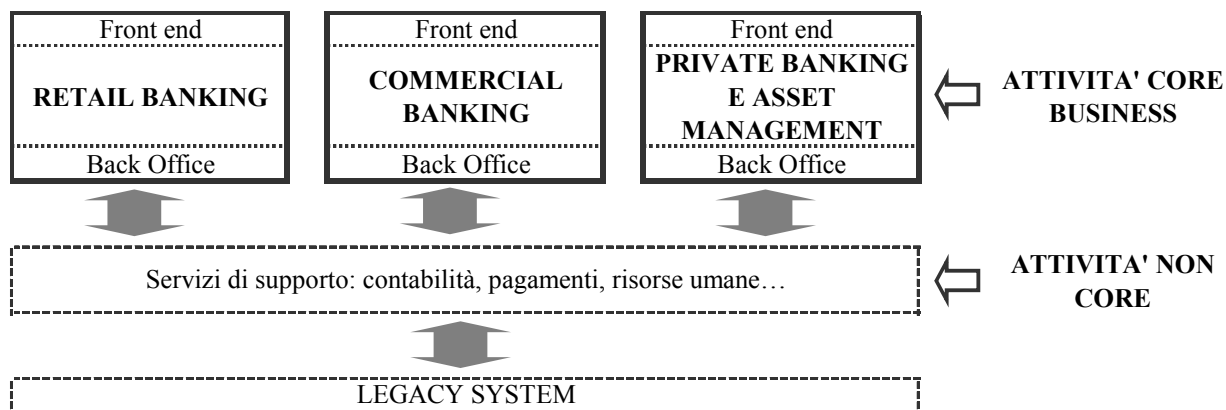 Front end
RETAIL BANKING
Back Office
Front end
COMMERCIAL
BANKING
Back Office
Front end
PRIVATE BANKING
E ASSET
MANAGEMENT
Back Office
ATTIVITA' CORE
BUSINESS
Servizi di supporto: contabilità, pagamenti, risorse umane…
ATTIVITA' NON
CORE
LEGACY SYSTEM